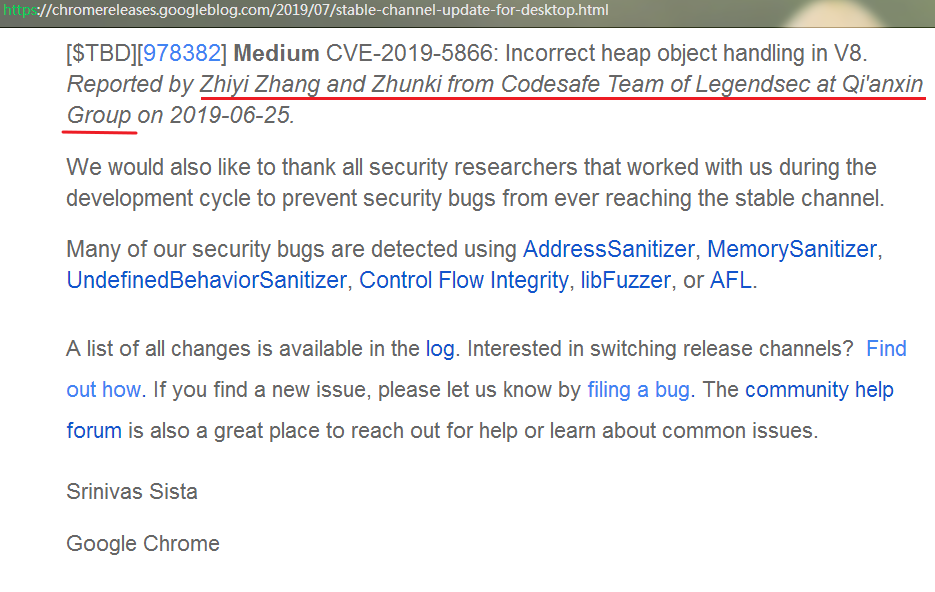 https://chromereleases.googleblog.com/2019/07/stable-channel-update-for-desktop.html
[$TBD][978382] Medium CVE-2019-5866: Incorrect heap object handling in V8.
Reported by Zhiyi Zhang and Zhunki from Codesafe Team of Legendsec at Qi'anxin
Group on 2019-06-25.
We would also like to thank all security researchers that worked with us during the
development cycle to prevent security bugs from ever reaching the stable channel.
Many of our security bugs are detected using AddressSanitizer, MemorySanitizer,
UndefinedBehaviorSanitizer, Control Flow Integrity, libFuzzer, or AFL.
A list of all changes is available in the log. Interested in switching release channels?  Find
out how. If you find a new issue, please let us know by filing a bug. The community help
forum is also a great place to reach out for help or learn about common issues.
Srinivas Sista
Google Chrome